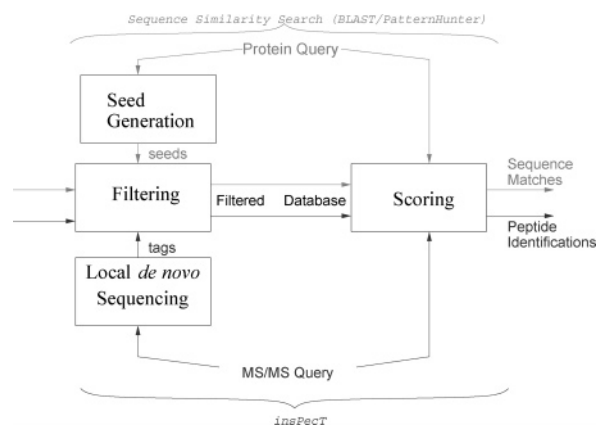 Sequence Similarity Search (BLAST/PatternHunter)
Protein Query
Seed
Generation
seeds
Filtering
Filtered Database
Scoring
Sequence
Matches
Peptide
Identifications
tags
Local de novo
Sequencing
MS/MS Query
insPecT